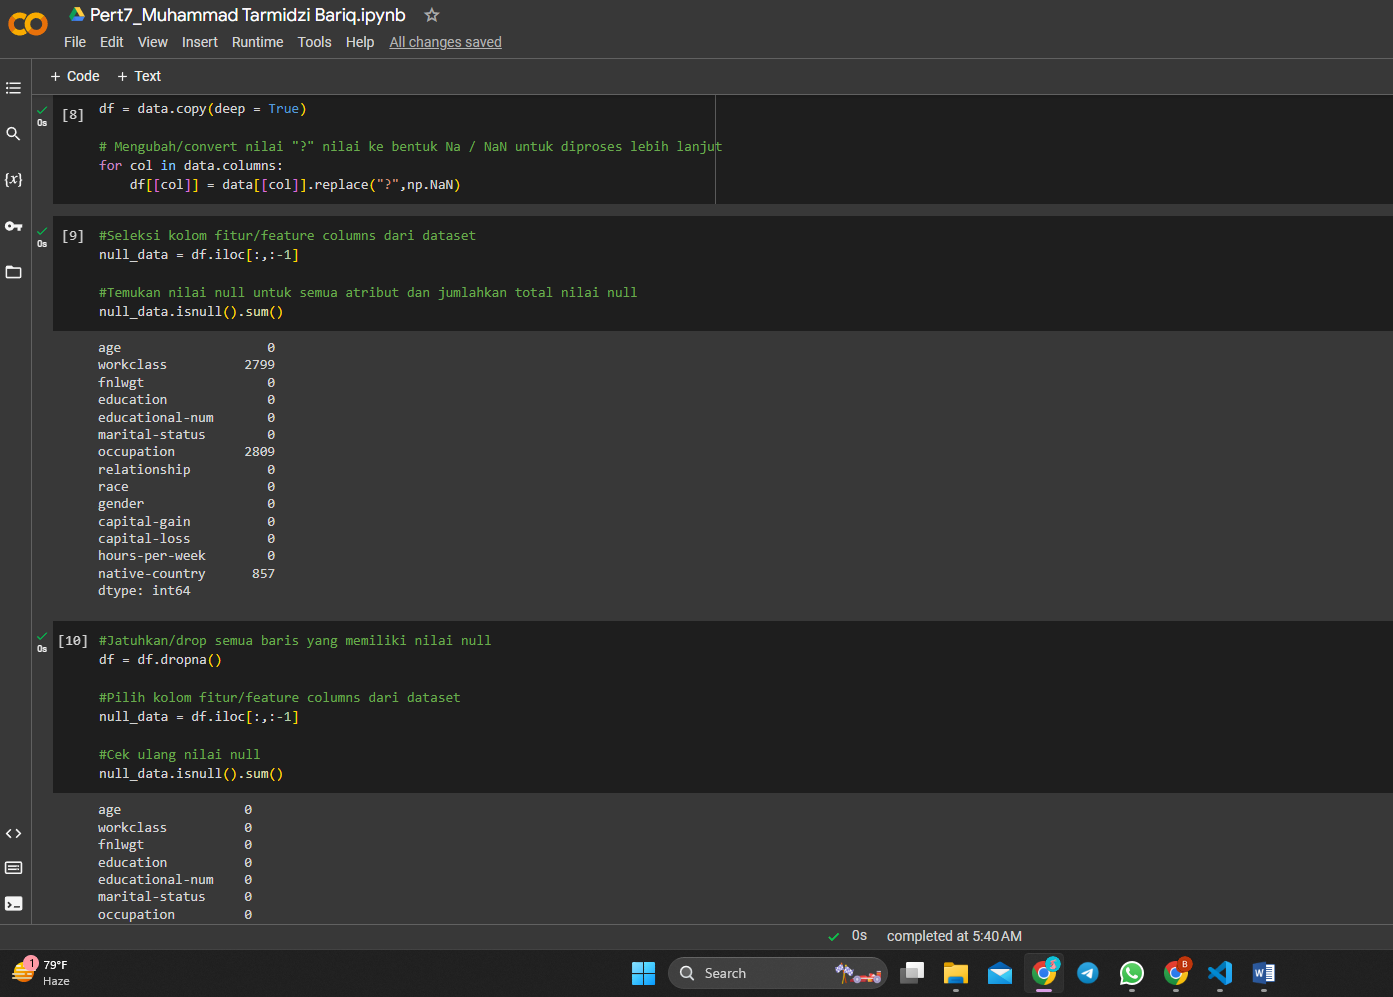 Pert7_Muhammad Tarmidzi Bariq.ipynb
File Edit View Insert Runtime Tools Help All changes saved
+ Code + Text
[8] df = data.copy(deep = True)
0s
# Mengubah/convert nilai "?" nilai ke bentuk Na / NaN untuk diproses lebih lanjut
for col in data.columns:
    df[[col]] = data[[col]].replace("?",np.NaN)
{x}
[9] #Seleksi kolom fitur/feature columns dari dataset
0s
null_data = df.iloc[:,:-1]
#Temukan nilai null untuk semua atribut dan jumlahkan total nilai null
null_data.isnull().sum()
age 0
workclass 2799
fnlwgt 0
education 0
educational-num 0
marital-status 0
occupation 2809
relationship 0
race 0
gender 0
capital-gain 0
capital-loss 0
hours-per-week 0
native-country 857
dtype: int64
[10] #Jatuhkan/drop semua baris yang memiliki nilai null
0s
df = df.dropna()
#Pilih kolom fitur/feature columns dari dataset
null_data = df.iloc[:,:-1]
#Cek ulang nilai null
null_data.isnull().sum()
age 0
workclass 0
fnlwgt 0
education 0
educational-num 0
marital-status 0
occupation 0
0s completed at 5:40 AM
1
79°F
Haze
Search
5
B
W